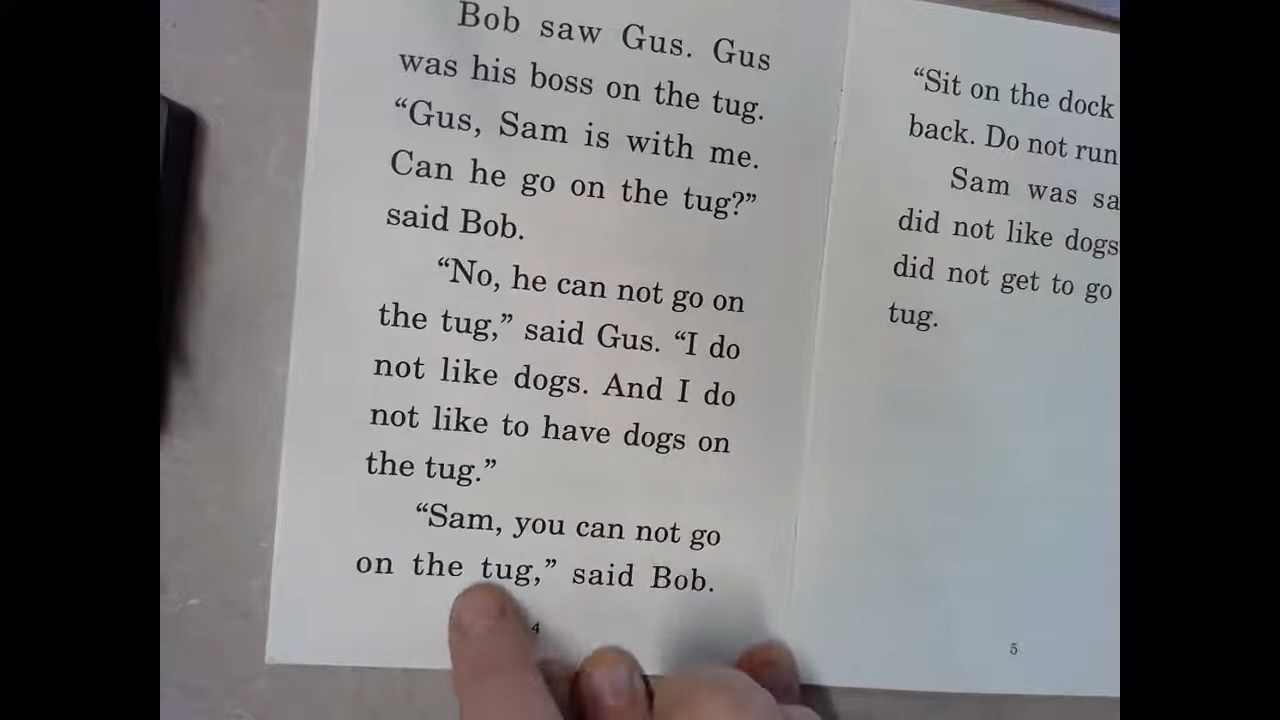 Bob saw Gus. Gus
was his boss on the tug.
“Gus, Sam is with me.
Can he go on the tug?”
said Bob.
“No, he can not go on
the tug,” said Gus. “I do
not like dogs. And I do
not like to have dogs on
the tug.”
“Sam, you can not go
on the tug,” said Bob.
4
“Sit on the dock
back. Do not run
Sam was sa
did not like dogs
did not get to go
tug.
5